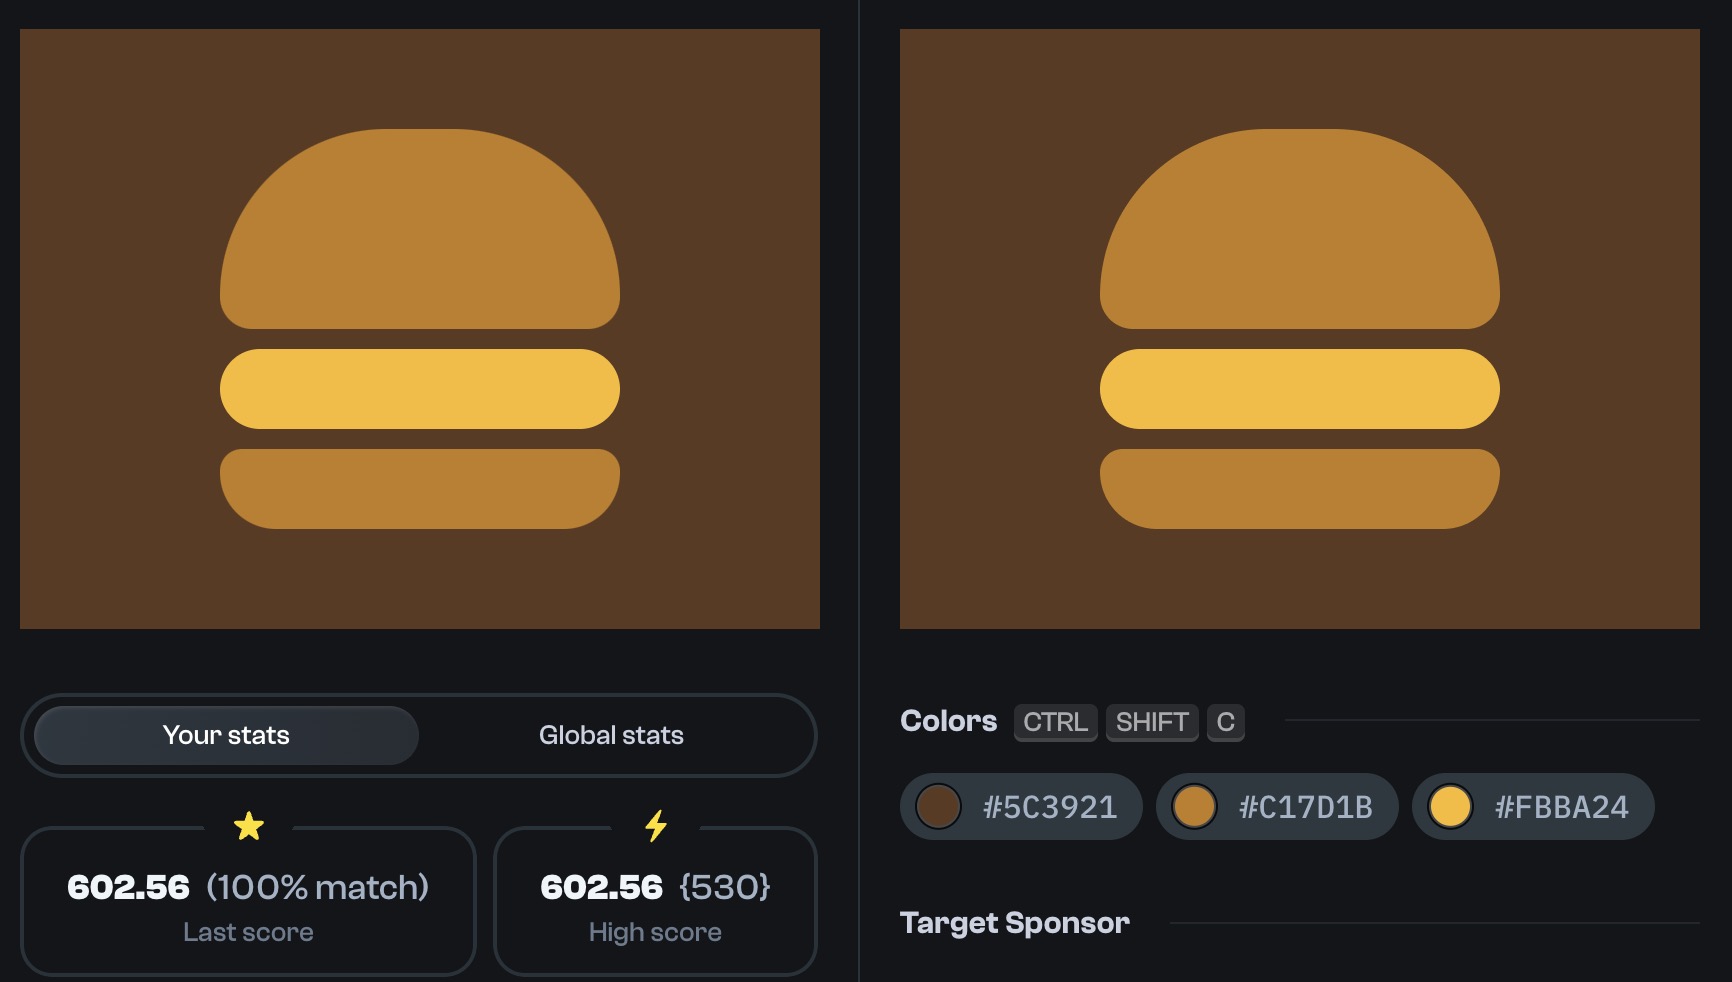 Your stats
Global stats
602.56 (100% match)
Last score
602.56 {530}
High score
Colors CTRL SHIFT C
#5C3921
#C17D1B
#FBBA24
Target Sponsor